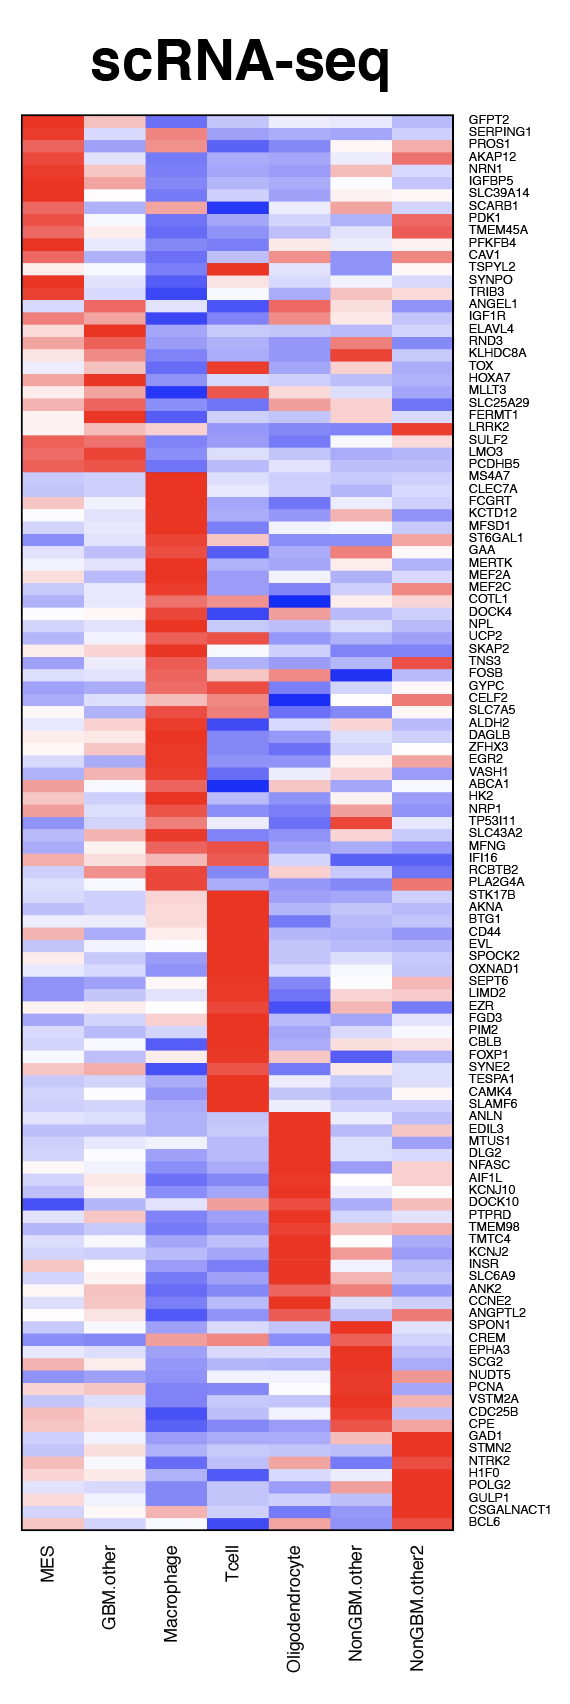 scRNA-seq
GFPT2
SERPING1
PROS1
AKAP12
NRN1
IGFBP5
SLC39A14
SCARB1
PDK1
TMEM45A
PFKFB4
CAV1
TSPYL2
SYNPO
TRIB3
ANGEL1
IGF1R
ELAVL4
RND3
KLHDC8A
TOX
HOXA7
MLLT3
SLC25A29
FERMT1
LRRK2
SULF2
LMO3
PCDHB5
MS4A7
CLEC7A
FCGRT
KCTD12
MFSD1
ST6GAL1
GAA
MERTK
MEF2A
MEF2C
COTL1
DOCK4
NPL
UCP2
SKAP2
TNS3
FOSB
GYPC
CELF2
SLC7A5
ALDH2
DAGLB
ZFHX3
EGR2
VASH1
ABCA1
HK2
NRP1
TP53I11
SLC43A2
MFNG
IFI16
RCBTB2
PLA2G4A
STK17B
AKNA
BTG1
CD44
EVL
SPOCK2
OXNAD1
SEPT6
LIMD2
EZR
FGD3
PIM2
CBLB
FOXP1
SYNE2
TESPA1
CAMK4
SLAMF6
ANLN
EDIL3
MTUS1
DLG2
NFASC
AIF1L
KCNJ10
DOCK10
PTPRD
TMEM98
TMTC4
KCNJ2
INSR
SLC6A9
ANK2
CCNE2
ANGPTL2
SPON1
CREM
EPHA3
SCG2
NUDT5
PCNA
VSTM2A
CDC25B
CPE
GAD1
STMN2
NTRK2
H1F0
POLG2
GULP1
CSGALNACT1
BCL6
MES
GBM.other
Macrophage
Tcell
Oligodendrocyte
NonGBM.other
NonGBM.other2